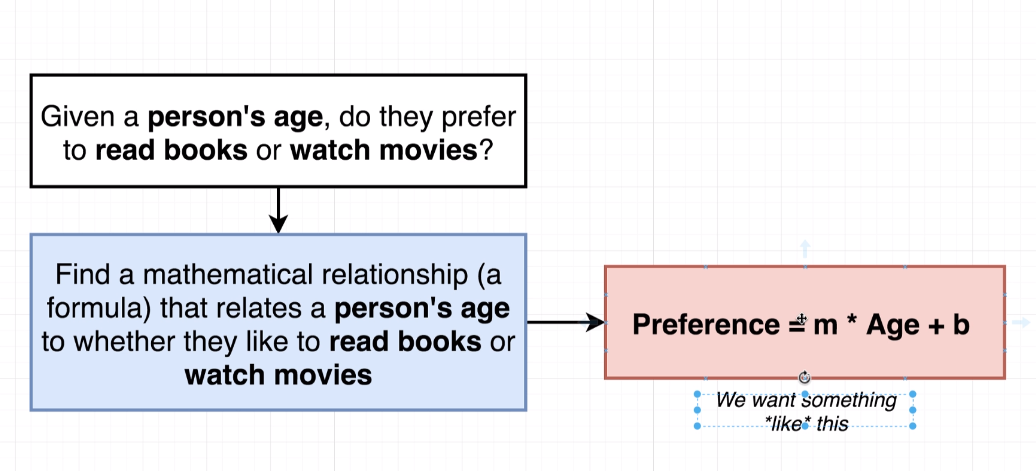 Given a person's age, do they prefer
to read books or watch movies?
Find a mathematical relationship (a
formula) that relates a person's age
to whether they like to read books or
watch movies
Preference = m * Age + b
We want something
*like* this